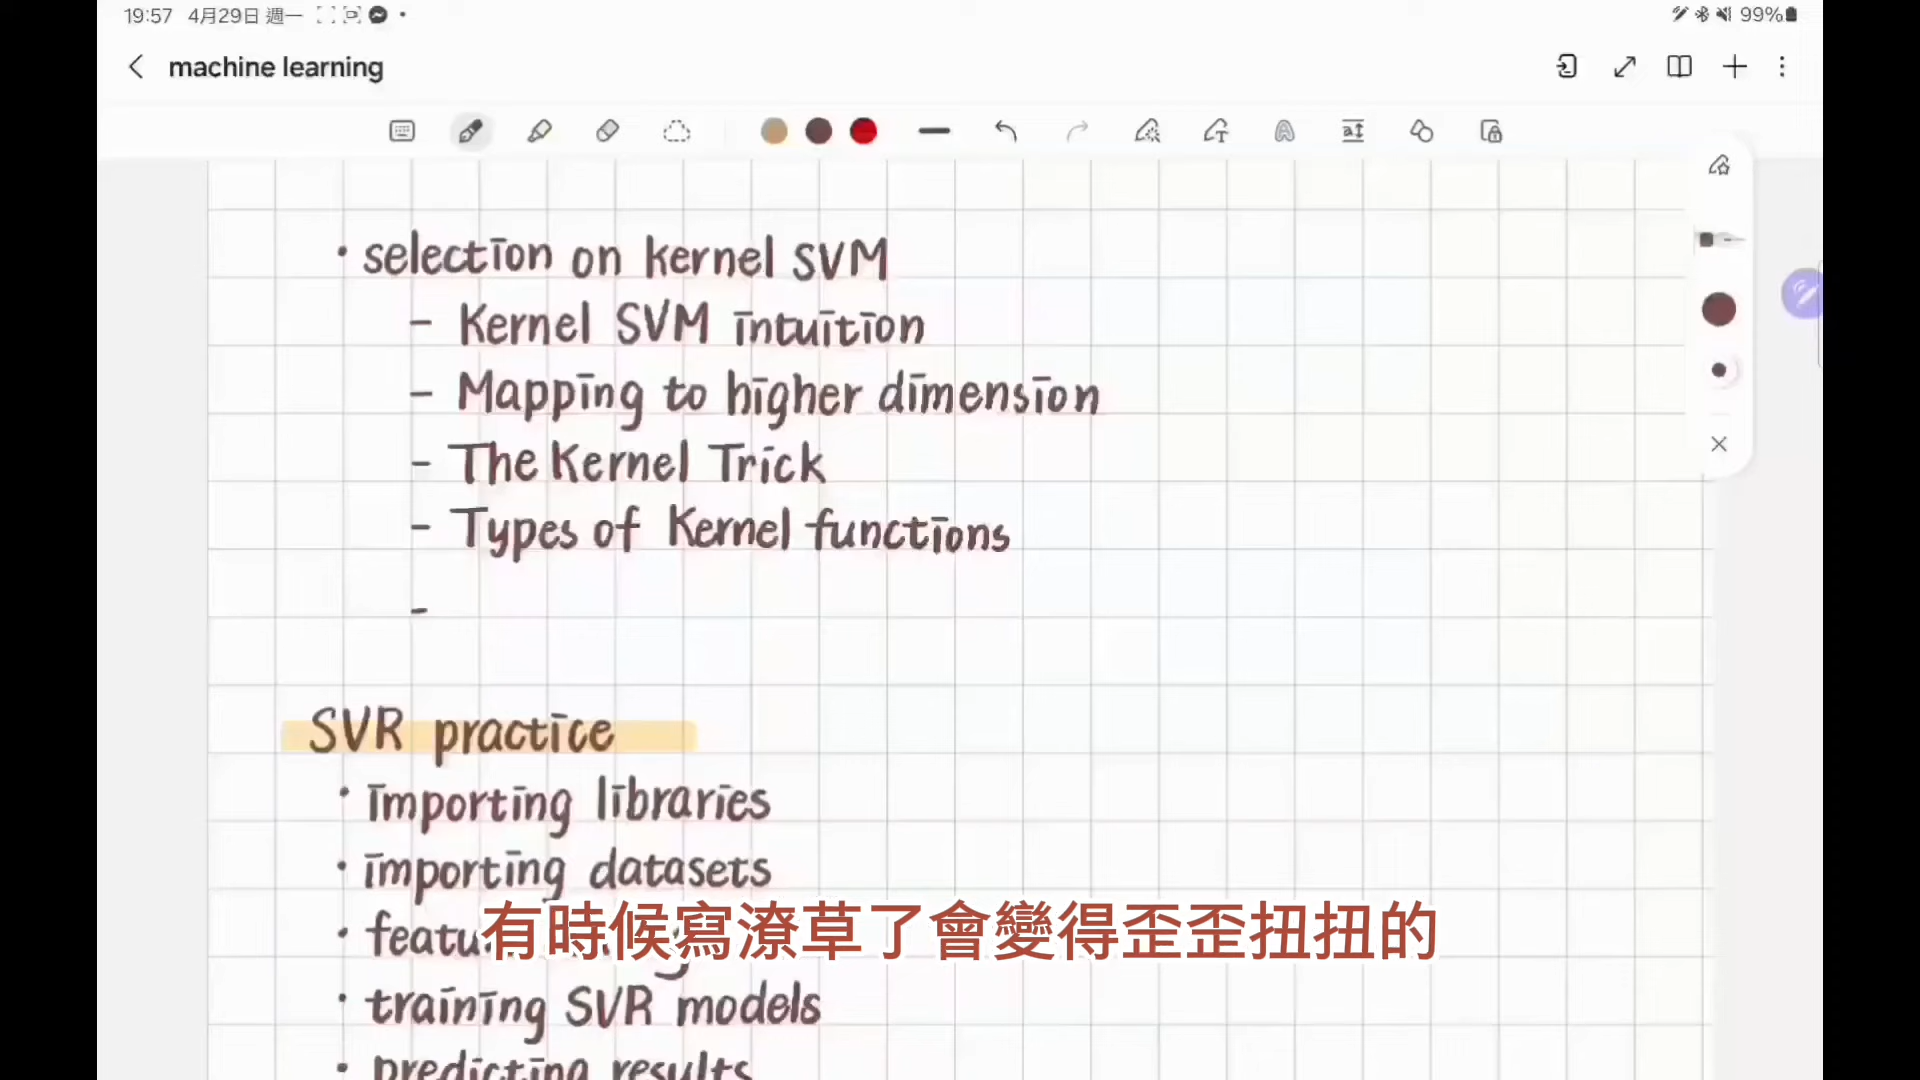 19:57 4月29日 週一
99%
machine learning
• selection on kernel SVM
- Kernel SVM intuition
- Mapping to higher dimension
- The Kernel Trick
- Types of Kernel functions
-
SVR practice
• importing libraries
• importing datasets
• featu
有時候寫潦草了會變得歪歪扭扭的
• training SVR models
• predicting results